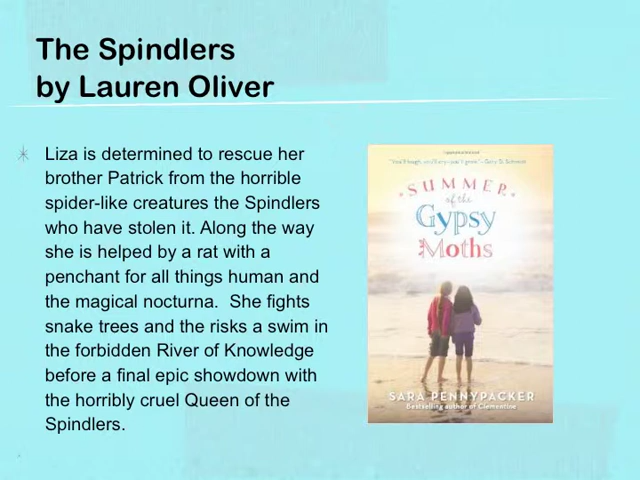 The Spindlers
by Lauren Oliver
Liza is determined to rescue her
brother Patrick from the horrible
spider-like creatures the Spindlers
who have stolen it. Along the way
she is helped by a rat with a
penchant for all things human and
the magical nocturna.  She fights
snake trees and the risks a swim in
the forbidden River of Knowledge
before a final epic showdown with
the horribly cruel Queen of the
Spindlers.
SUMMER
of the
Gypsy
Moths
SARA PENNYPACKER
Bestselling author of Clementine